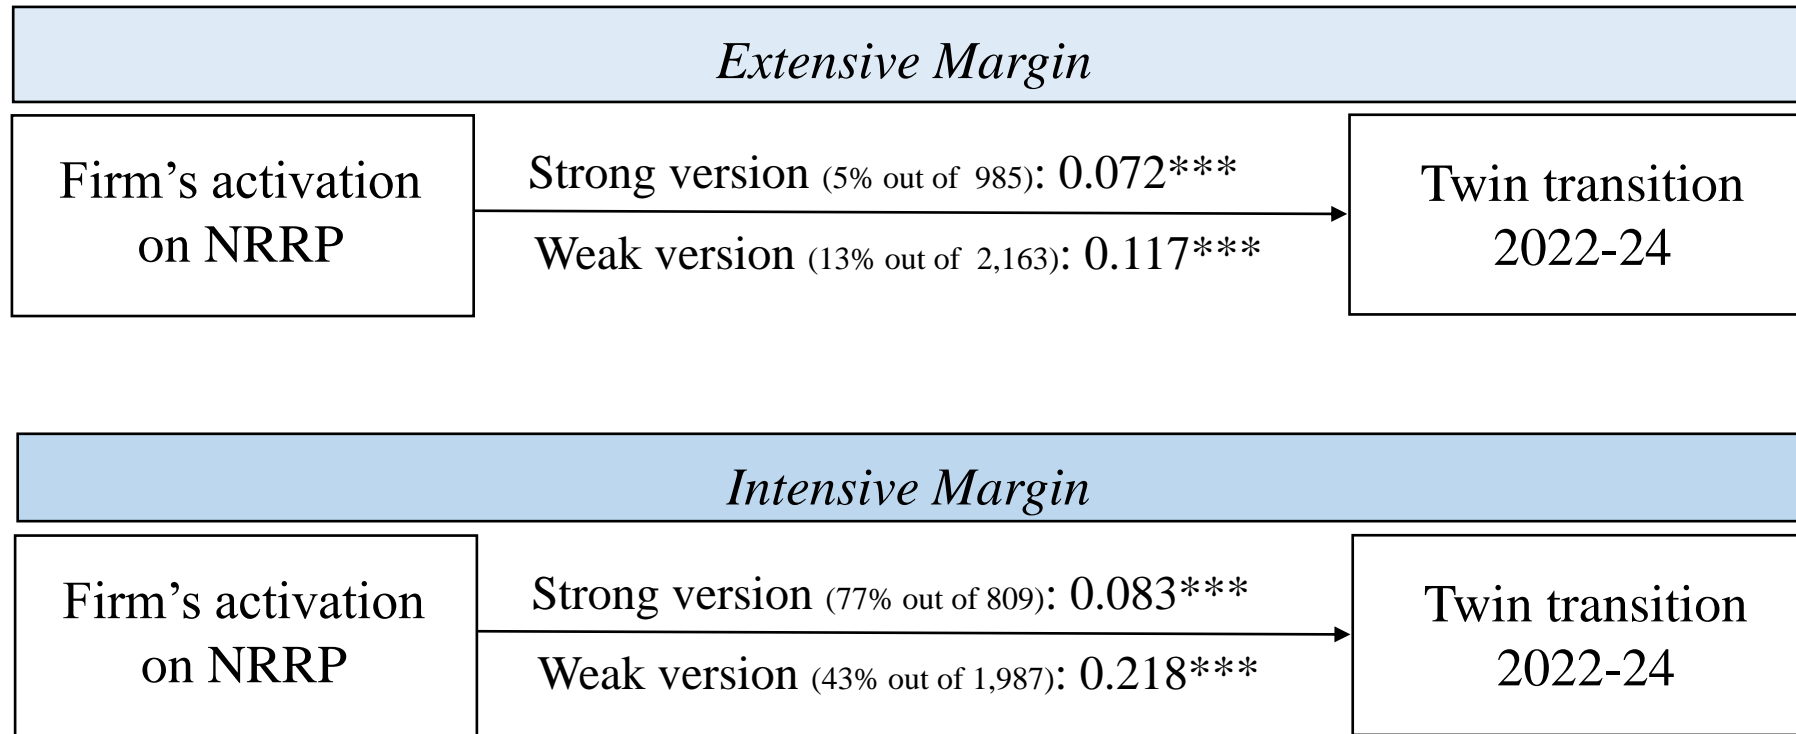 Extensive Margin
Firm’s activation
on NRRP
Strong version (5% out of 985): 0.072***
Weak version (13% out of 2,163): 0.117***
Twin transition
2022-24
Intensive Margin
Firm’s activation
on NRRP
Strong version (77% out of 809): 0.083***
Weak version (43% out of 1,987): 0.218***
Twin transition
2022-24